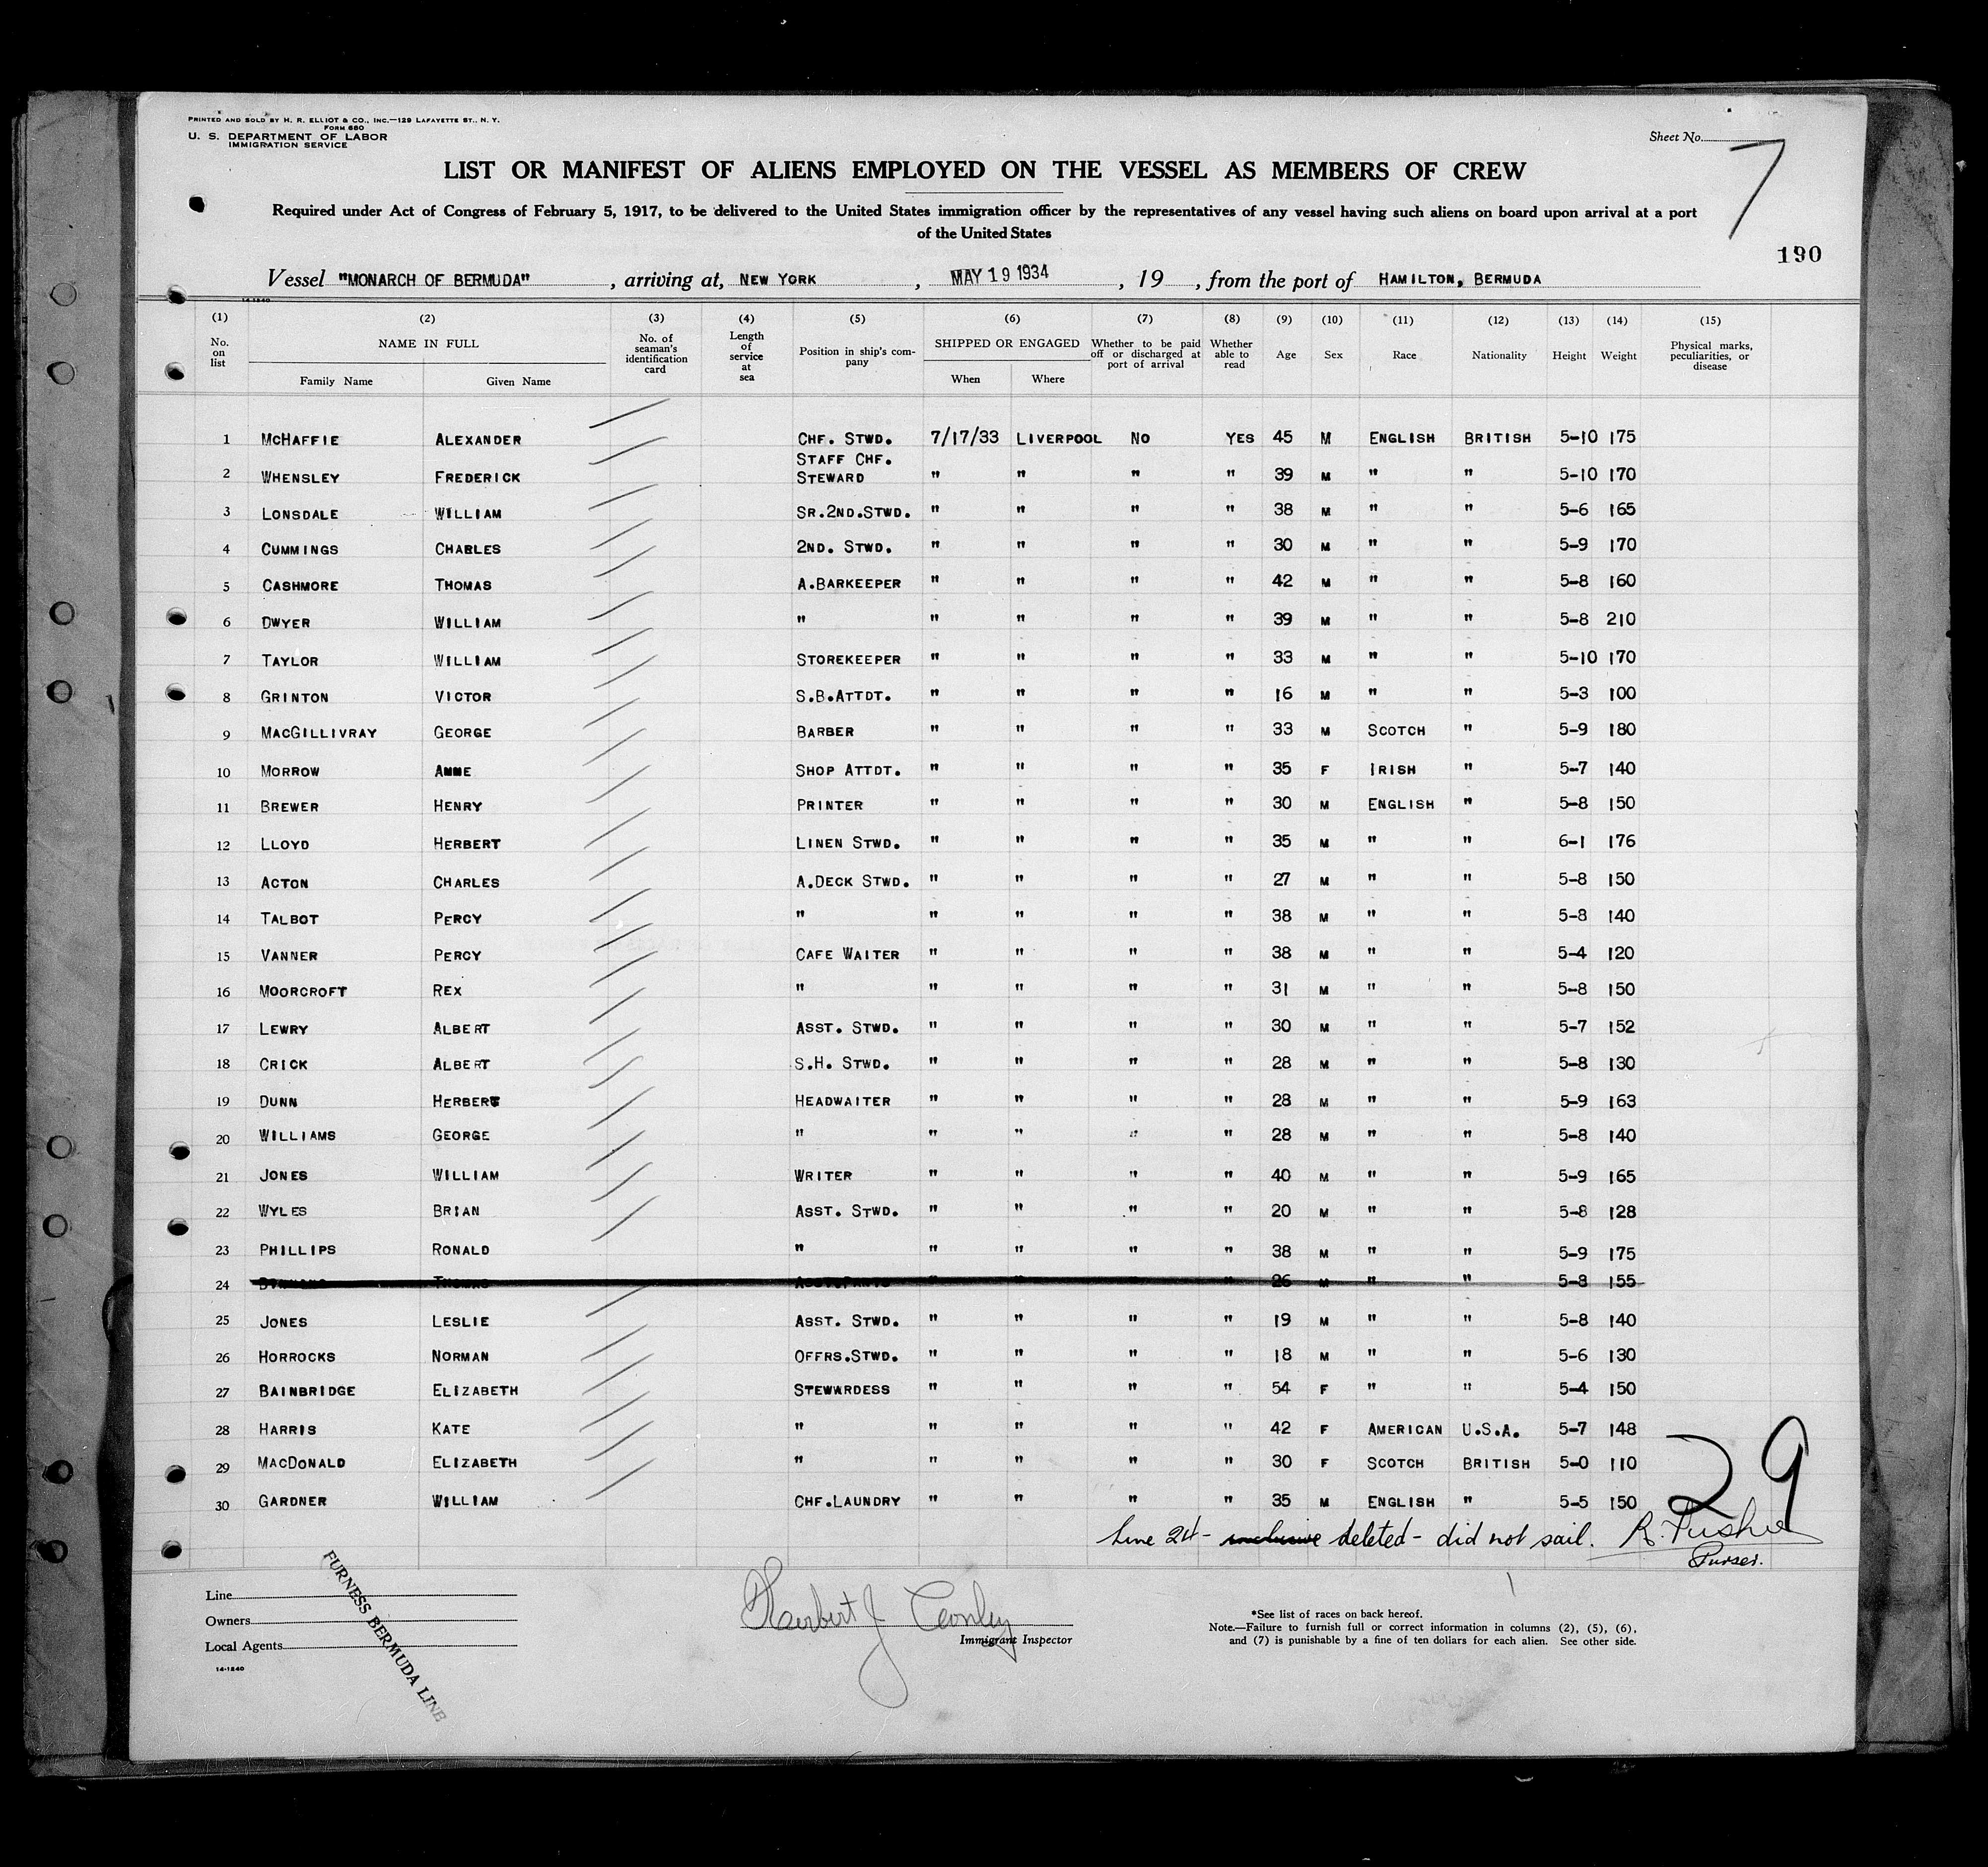 PRINTED AND SOLD BY H. R. ELLIOT & CO., INC.—129 LAFAYETTE ST., N. Y.
FORM 680
U. S. DEPARTMENT OF LABOR
IMMIGRATION SERVICE
Sheet No. 7
LIST OR MANIFEST OF ALIENS EMPLOYED ON THE VESSEL AS MEMBERS OF CREW
Required under Act of Congress of February 5, 1917, to be delivered to the United States immigration officer by the representatives of any vessel having such aliens on board upon arrival at a port
of the United States
190
Vessel "MONARCH OF BERMUDA", arriving at, NEW YORK, MAY 19 1934, 19, from the port of HAMILTON, BERMUDA
14-1240
(1) (2) (3) (4) (5) (6) (7) (8) (9) (10) (11) (12) (13) (14) (15)
No. on list NAME IN FULL No. of seaman's identification card Length of service at sea Position in ship's company SHIPPED OR ENGAGED Whether to be paid off or discharged at port of arrival Whether able to read Age Sex Race Nationality Height Weight Physical marks, peculiarities, or disease
Family Name Given Name When Where
1 MCHAFFIE ALEXANDER CHF. STWD. 7/17/33 LIVERPOOL NO YES 45 M ENGLISH BRITISH 5-10 175
2 WHENSLEY FREDERICK STAFF CHF. STEWARD " " " " 39 M " " 5-10 170
3 LONSDALE WILLIAM SR.2ND.STWD. " " " " 38 M " " 5-6 165
4 CUMMINGS CHARLES 2ND. STWD. " " " " 30 M " " 5-9 170
5 CASHMORE THOMAS A.BARKEEPER " " " " 42 M " " 5-8 160
6 DWYER WILLIAM " " " " " 39 M " " 5-8 210
7 TAYLOR WILLIAM STOREKEEPER " " " " 33 M " " 5-10 170
8 GRINTON VICTOR S.B.ATTDT. " " " " 16 M " " 5-3 100
9 MACGILLIVRAY GEORGE BARBER " " " " 33 M SCOTCH " 5-9 180
10 MORROW ANNE SHOP ATTDT. " " " " 35 F IRISH " 5-7 140
11 BREWER HENRY PRINTER " " " " 30 M ENGLISH " 5-8 150
12 LLOYD HERBERT LINEN STWD. " " " " 35 M " " 6-1 176
13 ACTON CHARLES A.DECK STWD. " " " " 27 M " " 5-8 150
14 TALBOT PERCY " " " " " 38 M " " 5-8 140
15 VANNER PERCY CAFE WAITER " " " " 38 M " " 5-4 120
16 MOORCROFT REX " " " " " 31 M " " 5-8 150
17 LEWRY ALBERT ASST. STWD. " " " " 30 M " " 5-7 152
18 CRICK ALBERT S.H. STWD. " " " " 28 M " " 5-8 130
19 DUNN HERBERT HEADWAITER " " " " 28 M " " 5-9 163
20 WILLIAMS GEORGE " " " " " 28 M " " 5-8 140
21 JONES WILLIAM WRITER " " " " 40 M " " 5-9 165
22 WYLES BRIAN ASST. STWD. " " " " 20 M " " 5-8 128
23 PHILLIPS RONALD " " " " " 38 M " " 5-9 175
24 THOMAS " " " " 26 M " " 5-8 155
25 JONES LESLIE ASST. STWD. " " " " 19 M " " 5-8 140
26 HORROCKS NORMAN OFFRS.STWD. " " " " 18 M " " 5-6 130
27 BAINBRIDGE ELIZABETH STEWARDESS " " " " 54 F " " 5-4 150
28 HARRIS KATE " " " " " 42 F AMERICAN U.S.A. 5-7 148
29 MACDONALD ELIZABETH " " " " " 30 F SCOTCH BRITISH 5-0 110
30 GARDNER WILLIAM CHF.LAUNDRY " " " " 35 M ENGLISH " 5-5 150
29
Line 24 - inclusive deleted - did not sail.
Purser.
Line
Owners
Local Agents
14-1240
FURNESS BERMUDA LINE
Herbert J Conley
Immigrant Inspector
*See list of races on back hereof.
Note.—Failure to furnish full or correct information in columns (2), (5), (6),
and (7) is punishable by a fine of ten dollars for each alien. See other side.